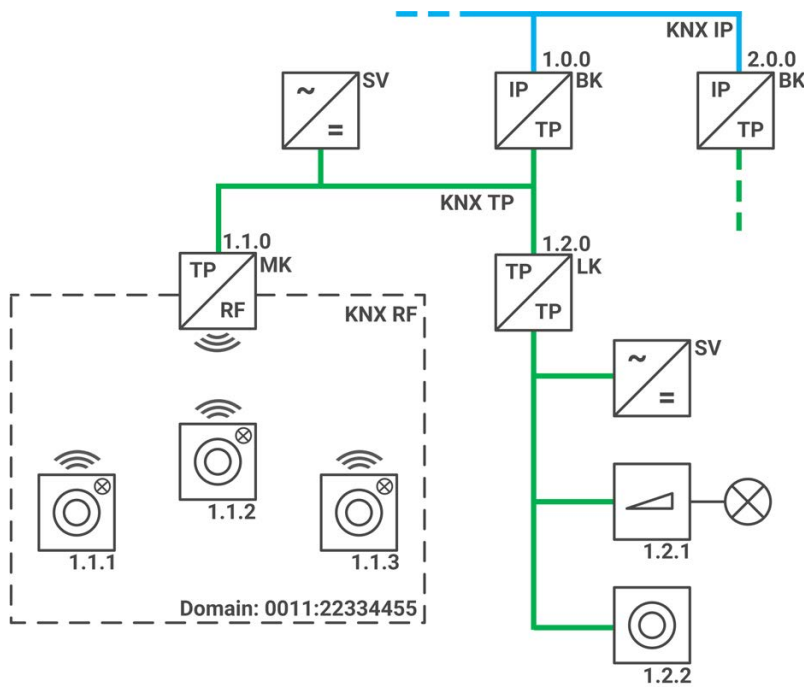 KNX IP
1.0.0
2.0.0
SV
IP
BK
IP
BK
~
=
TP
TP
KNX TP
1.1.0
1.2.0
TP
MK
TP
LK
RF
TP
KNX RF
SV
~
=
1.1.2
1.1.1
1.1.3
1.2.1
Domain: 0011:22334455
1.2.2